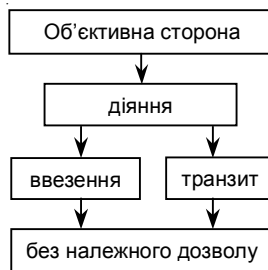 Об’єктивна сторона
діяння
ввезення
транзит
без належного дозволу